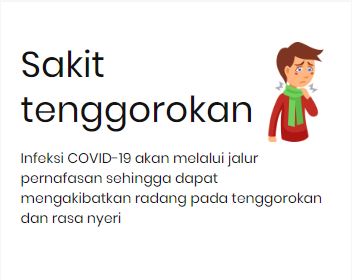 Sakit
tenggorokan
Infeksi COVID-19 akan melalui jalur
pernafasan sehingga dapat
mengakibatkan radang pada tenggorokan
dan rasa nyeri